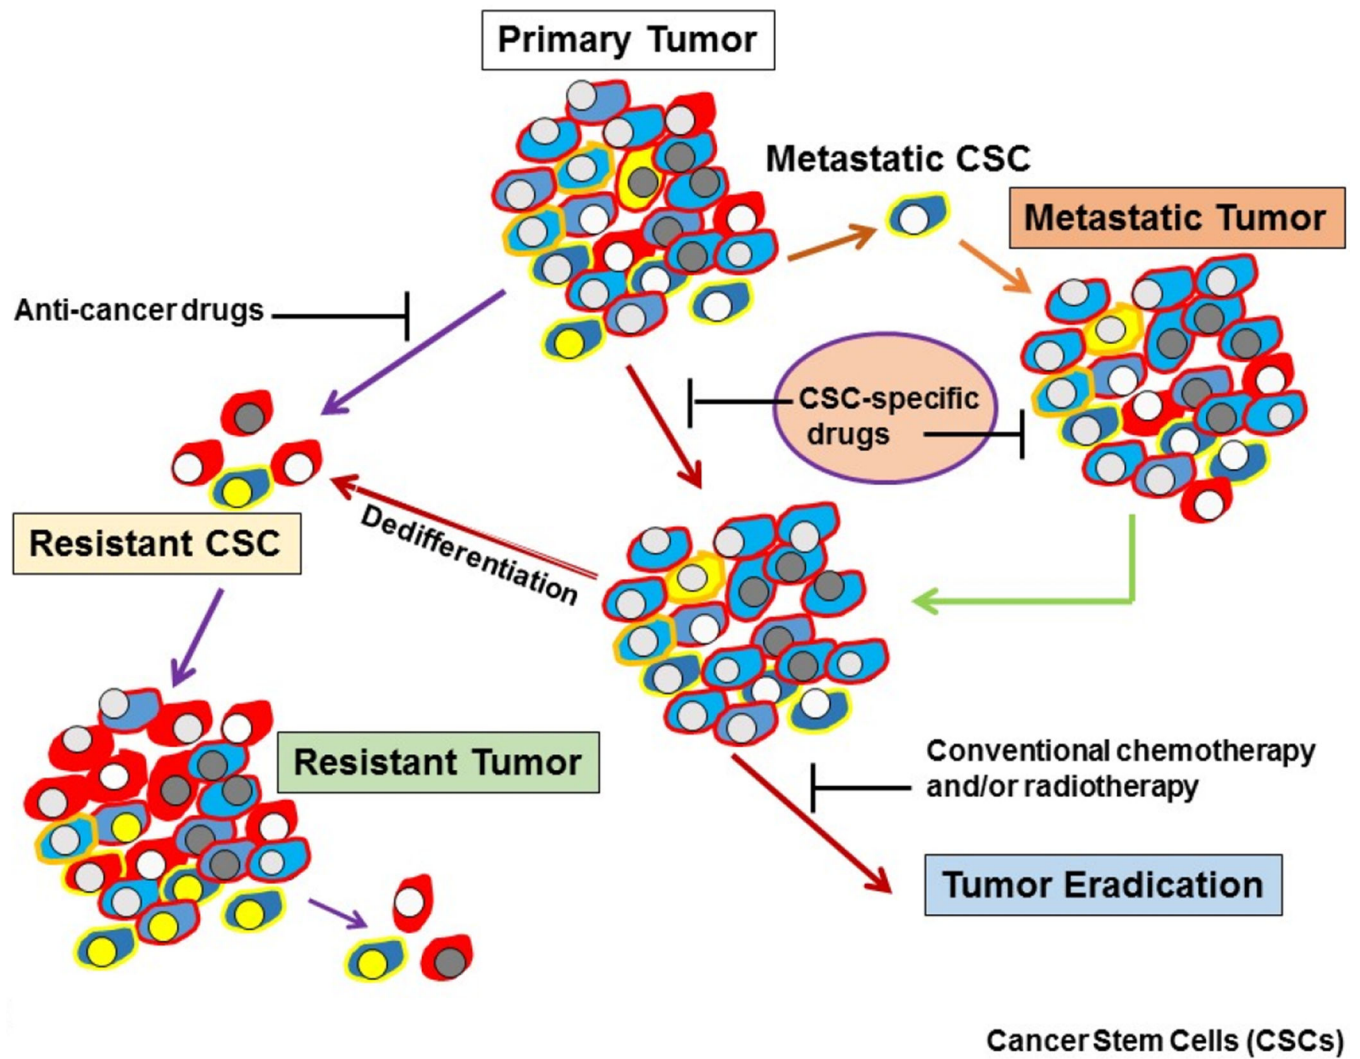 Primary Tumor
Metastatic CSC
Metastatic Tumor
Anti-cancer drugs
CSC-specific
drugs
Resistant CSC
Dedifferentiation
Resistant Tumor
Conventional chemotherapy
and/or radiotherapy
Tumor Eradication
Cancer Stem Cells (CSCs)